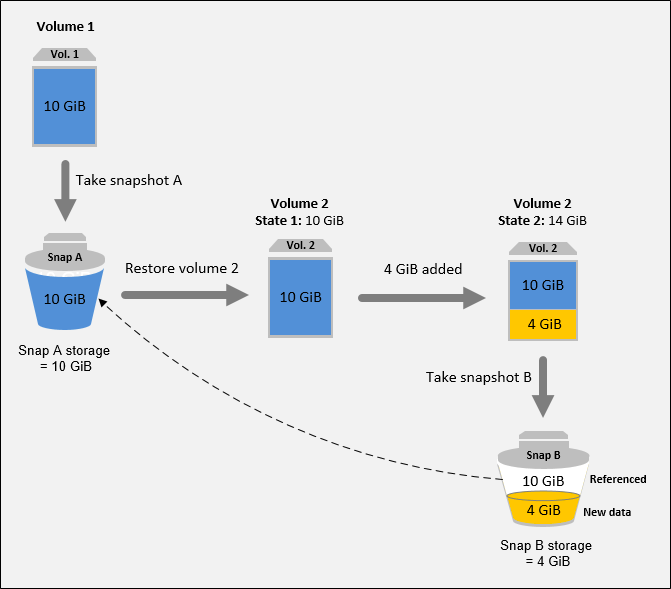 Volume 1
Vol. 1
10 GiB
Take snapshot A
Snap A
10 GiB
Snap A storage
= 10 GiB
Restore volume 2
Volume 2
State 1: 10 GiB
Vol. 2
10 GiB
4 GiB added
Volume 2
State 2: 14 GiB
Vol. 2
10 GiB
4 GiB
Take snapshot B
Snap B
10 GiB
Referenced
4 GiB
New data
Snap B storage
= 4 GiB